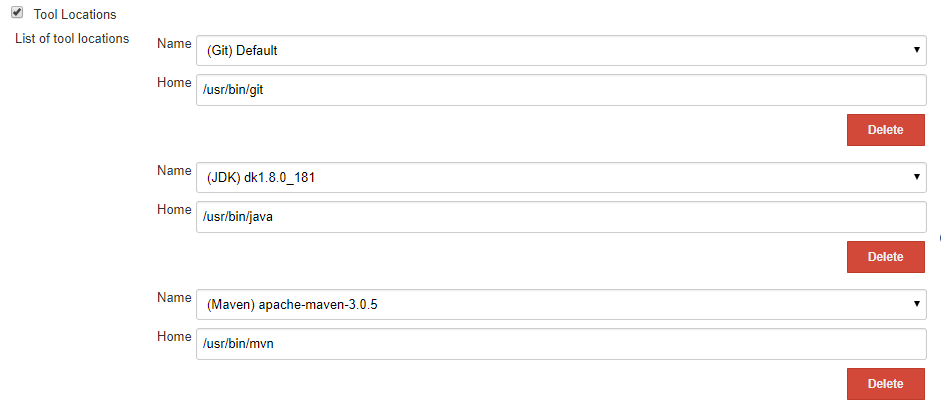 Tool Locations
List of tool locations
Name (Git) Default
Home /usr/bin/git
Delete
Name (JDK) dk1.8.0_181
Home /usr/bin/java
Delete
Name (Maven) apache-maven-3.0.5
Home /usr/bin/mvn
Delete